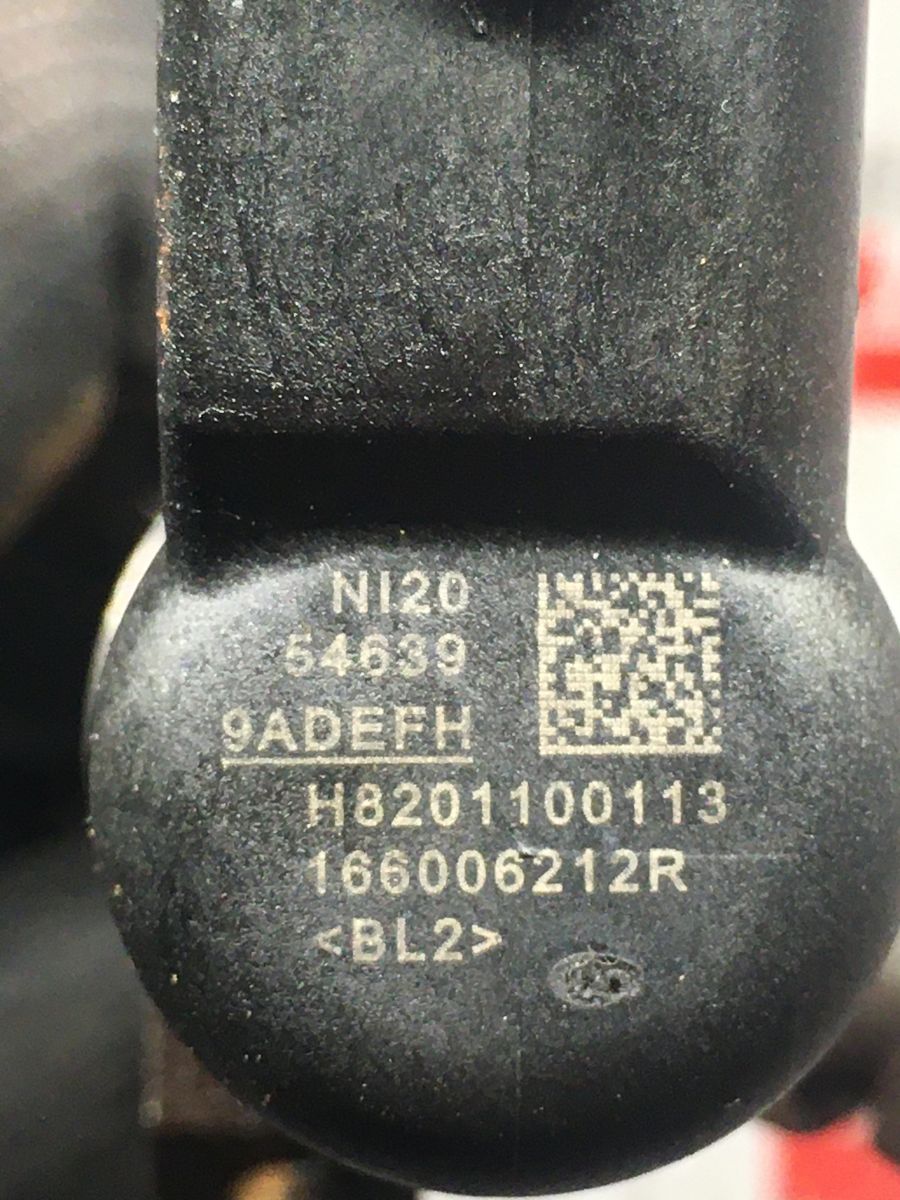 NI20
54639
9ADEFH
H8201100113
166006212R
<BL2>